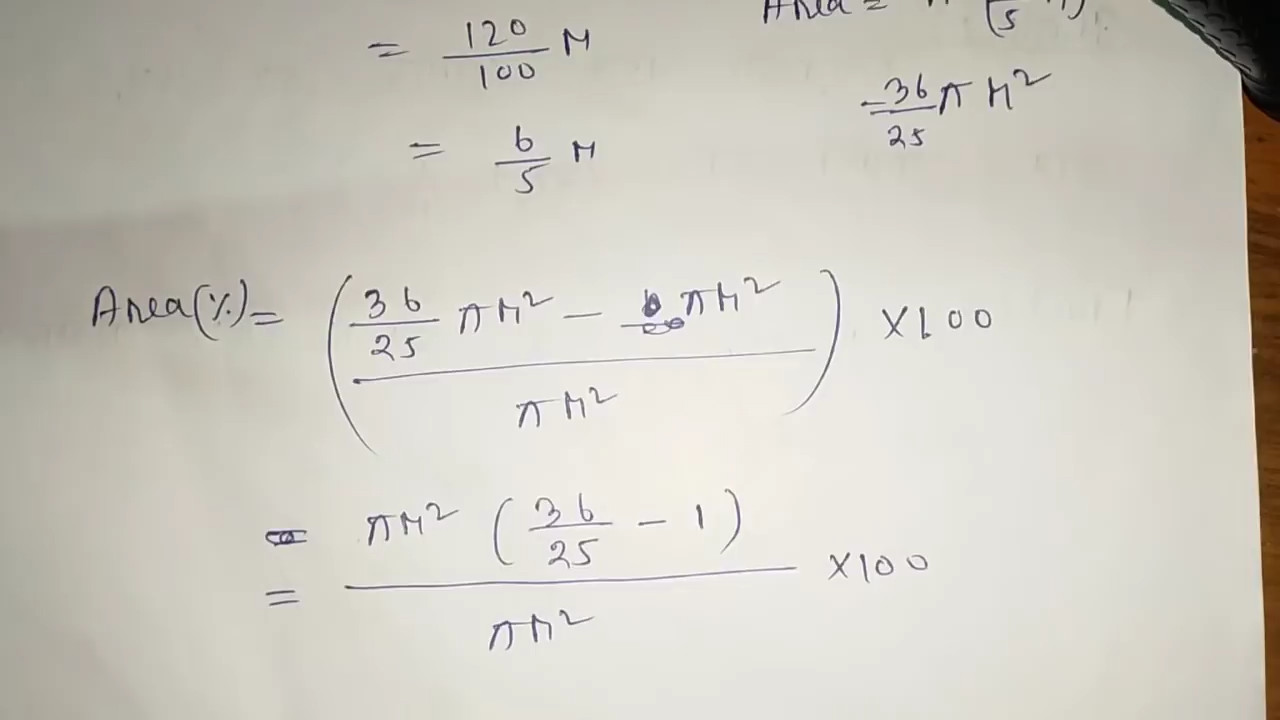 = 120/100 r
Area =
= 6/5 r
-36/25 πr²
Area(%) = (36/25 πr² - πr² / πr²) × 100
= πr² (36/25 - 1) / πr² × 100